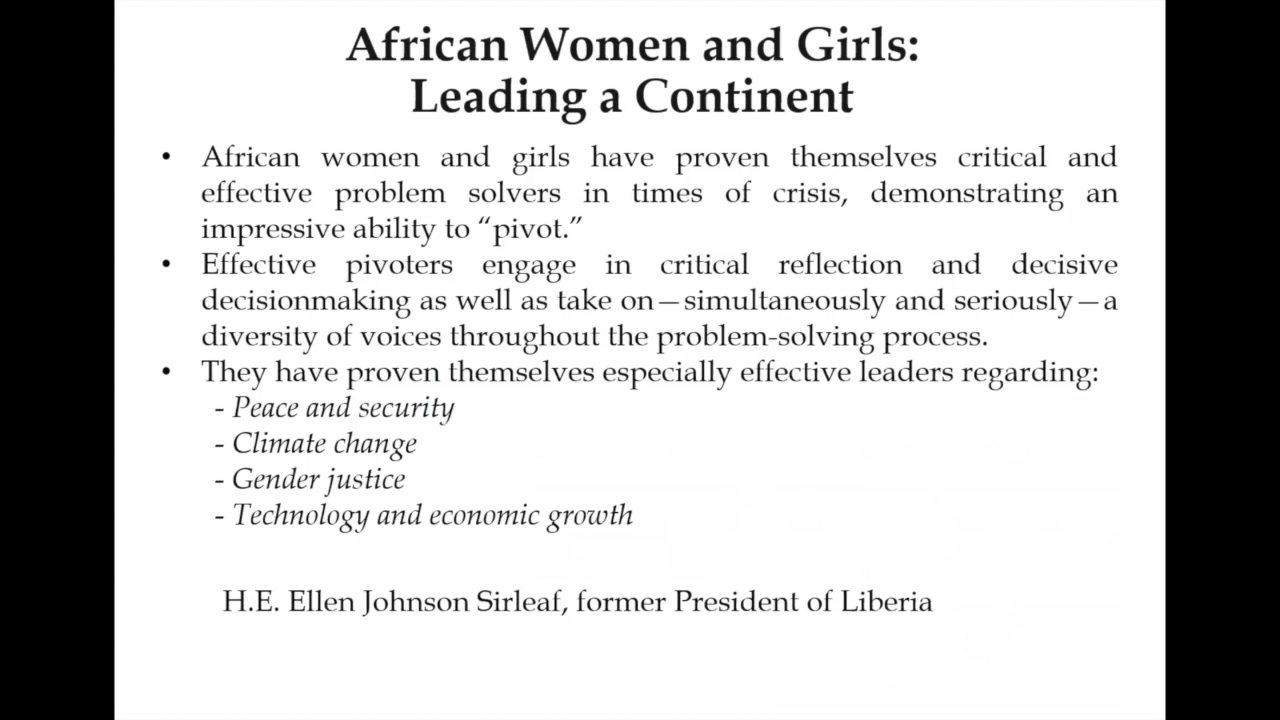 African Women and Girls:
Leading a Continent
• African women and girls have proven themselves critical and
effective problem solvers in times of crisis, demonstrating an
impressive ability to “pivot.”
• Effective pivoters engage in critical reflection and decisive
decisionmaking as well as take on—simultaneously and seriously—a
diversity of voices throughout the problem-solving process.
• They have proven themselves especially effective leaders regarding:
- Peace and security
- Climate change
- Gender justice
- Technology and economic growth
H.E. Ellen Johnson Sirleaf, former President of Liberia